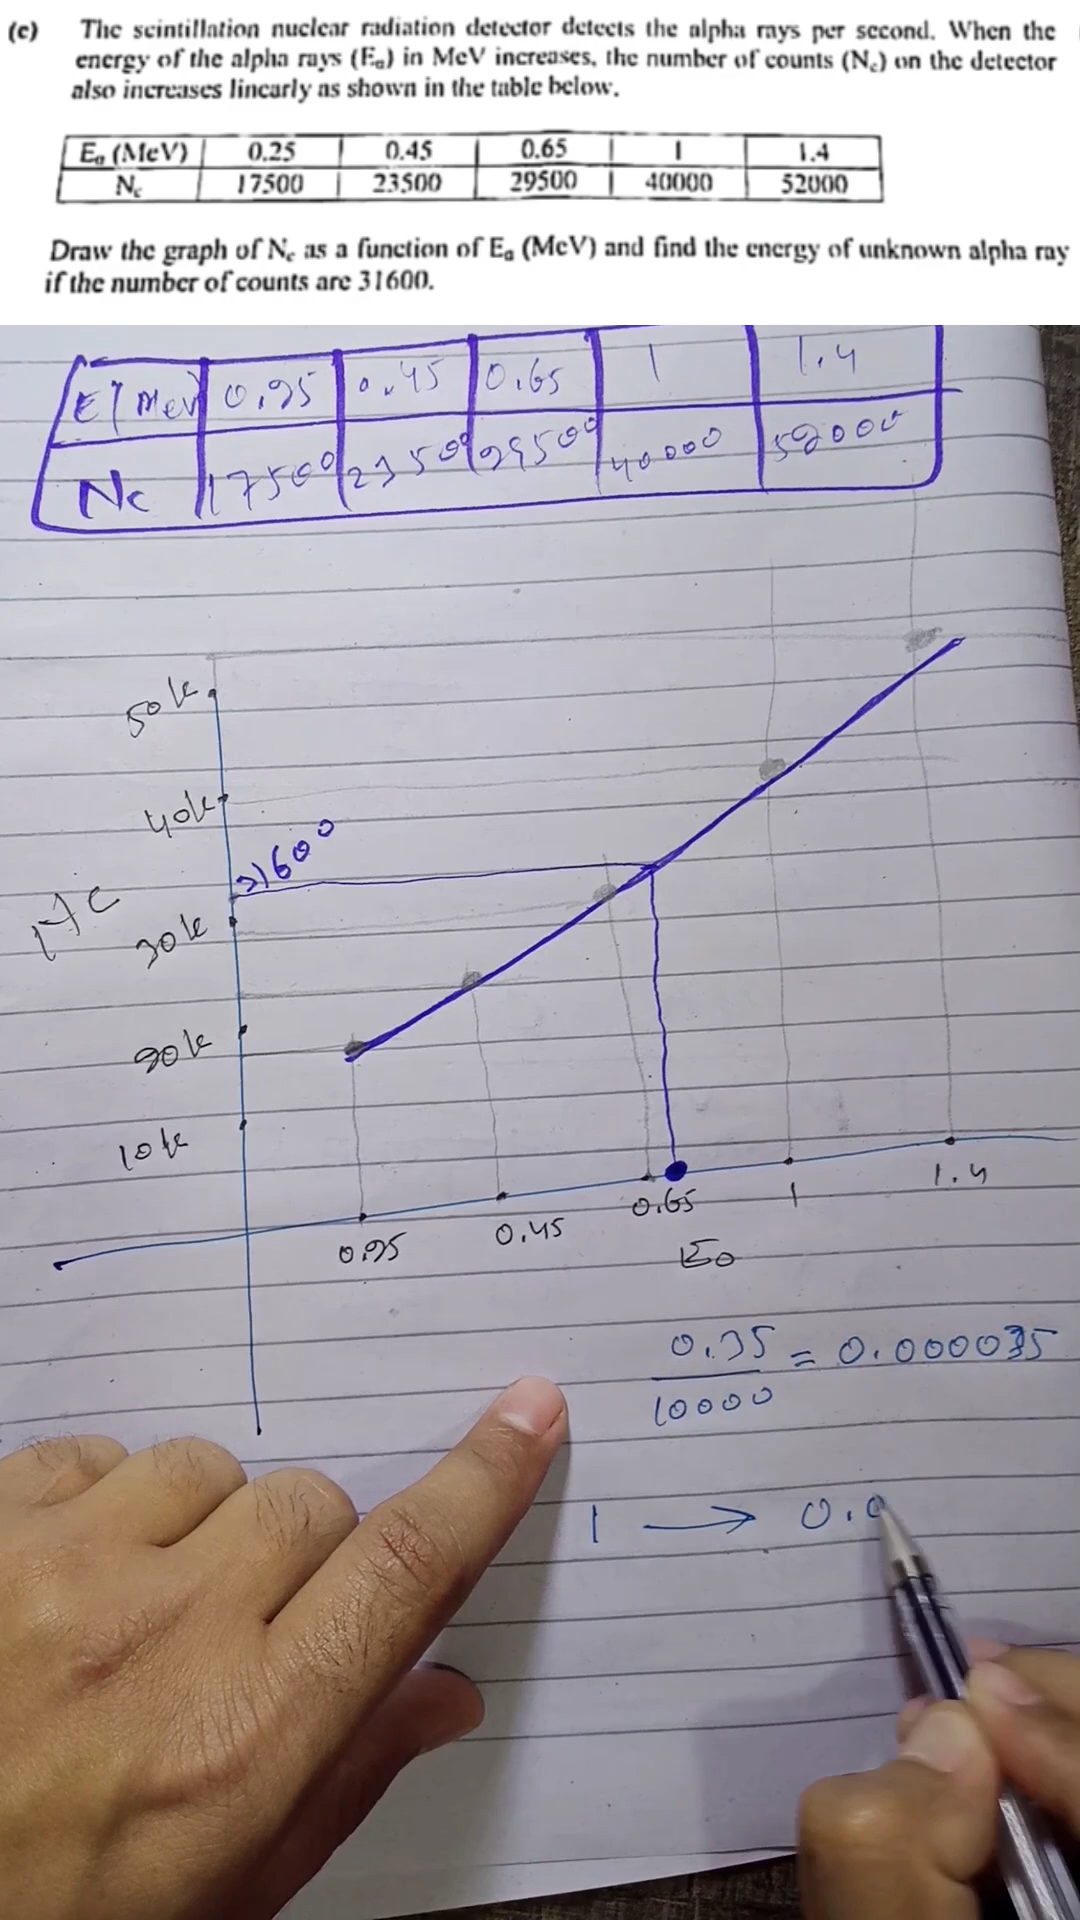 (c) The scintillation nuclear radiation detector detects the alpha rays per second. When the
energy of the alpha rays (Eα) in MeV increases, the number of counts (Nc) on the detector
also increases linearly as shown in the table below.
Eα (MeV) 0.25 0.45 0.65 1 1.4
Nc 17500 23500 29500 40000 52000
Draw the graph of Nc as a function of Eα (MeV) and find the energy of unknown alpha ray
if the number of counts are 31600.
E(Mev) 0.25 0.45 0.65 1 1.4
Nc 17500 23500 29500 40000 52000
50k
40k
31600
Nc
30k
20k
10k
0.25 0.45 0.65 1 1.4
0.35
10000
= 0.000035
1 → 0.0